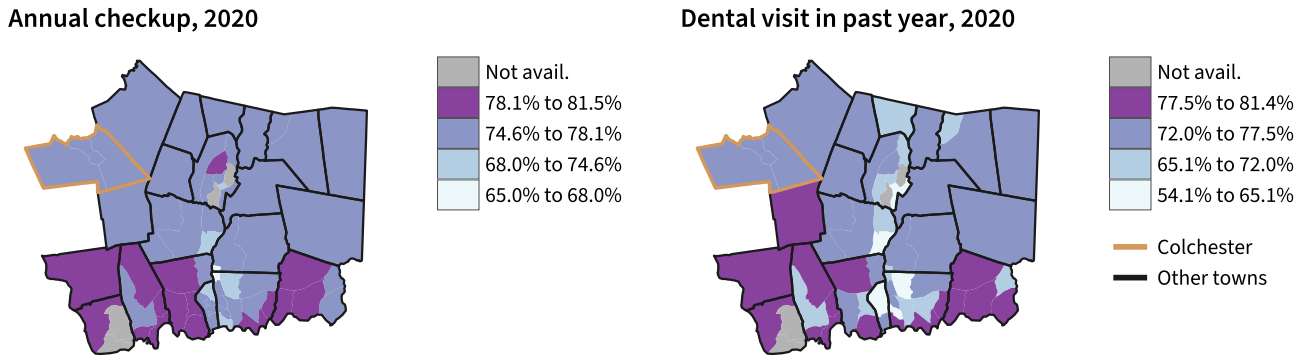 Annual checkup, 2020
Not avail.
78.1% to 81.5%
74.6% to 78.1%
68.0% to 74.6%
65.0% to 68.0%
Dental visit in past year, 2020
Not avail.
77.5% to 81.4%
72.0% to 77.5%
65.1% to 72.0%
54.1% to 65.1%
Colchester
Other towns